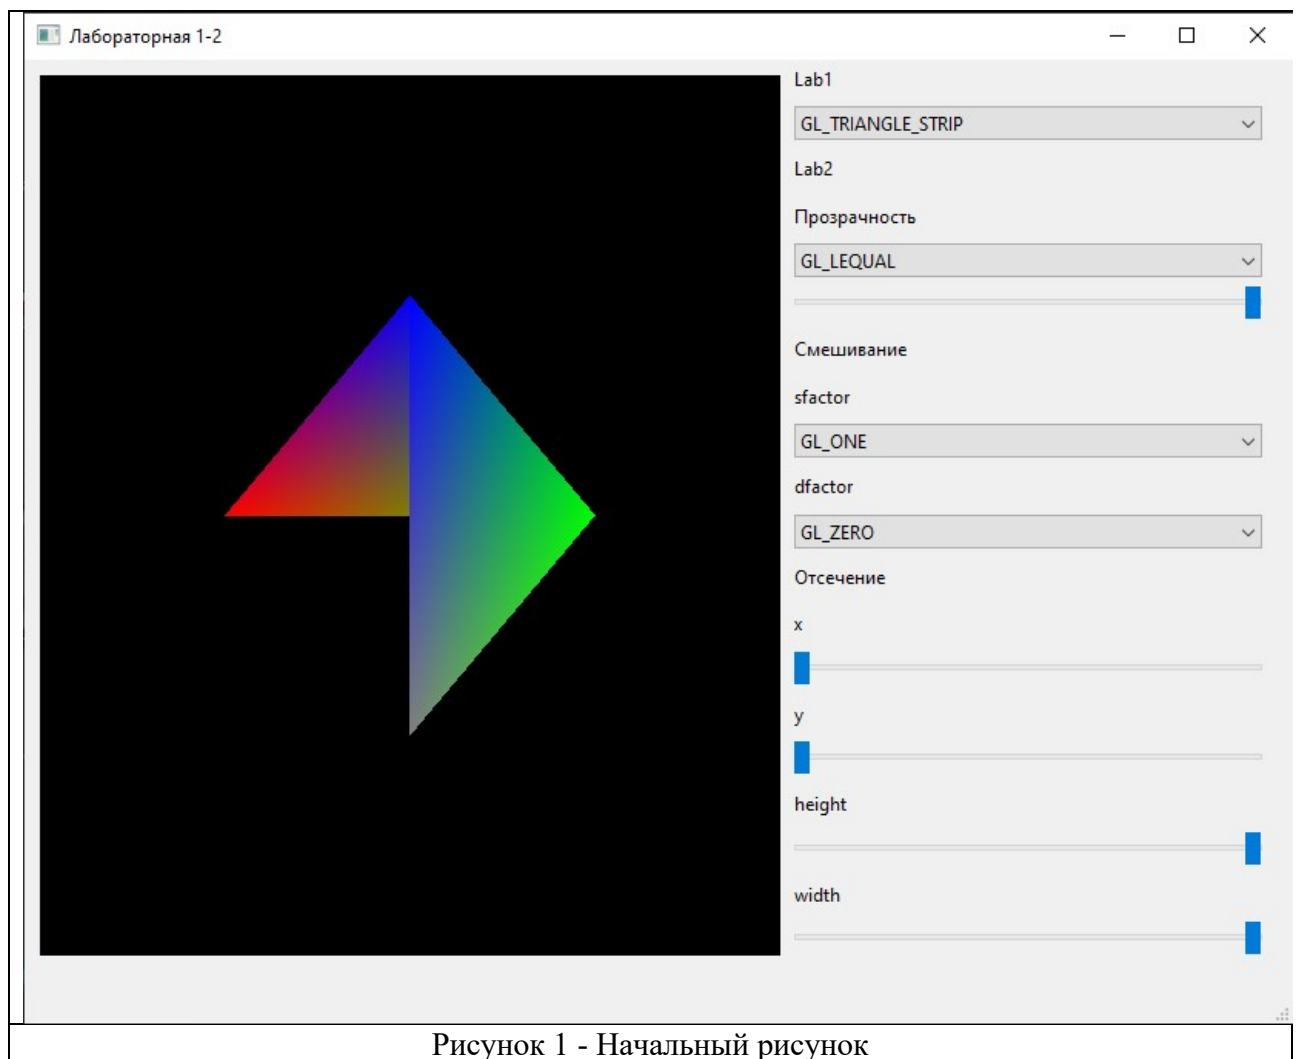 Лабораторная 1-2
Lab1
GL_TRIANGLE_STRIP
Lab2
Прозрачность
GL_LEQUAL
Смешивание
sfactor
GL_ONE
dfactor
GL_ZERO
Отсечение
x
y
height
width
Рисунок 1 - Начальный рисунок